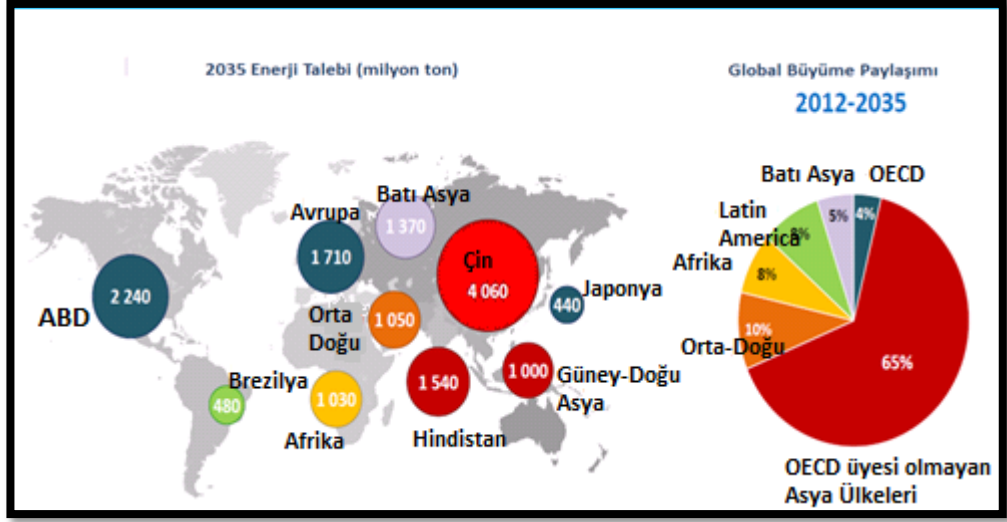 2035 Enerji Talebi (milyon ton)
Global Büyüme Paylaşımı
2012-2035
Batı Asya
1 370
Avrupa
1 710
Çin
4 060
ABD
2 240
Orta
Doğu
1 050
Japonya
440
Brezilya
480
Afrika
1 030
Hindistan
1 540
Güney-Doğu
Asya
1 000
Batı Asya
5%
OECD
4%
Latin
America
8%
Afrika
8%
Orta-Doğu
10%
65%
OECD üyesi olmayan
Asya Ülkeleri